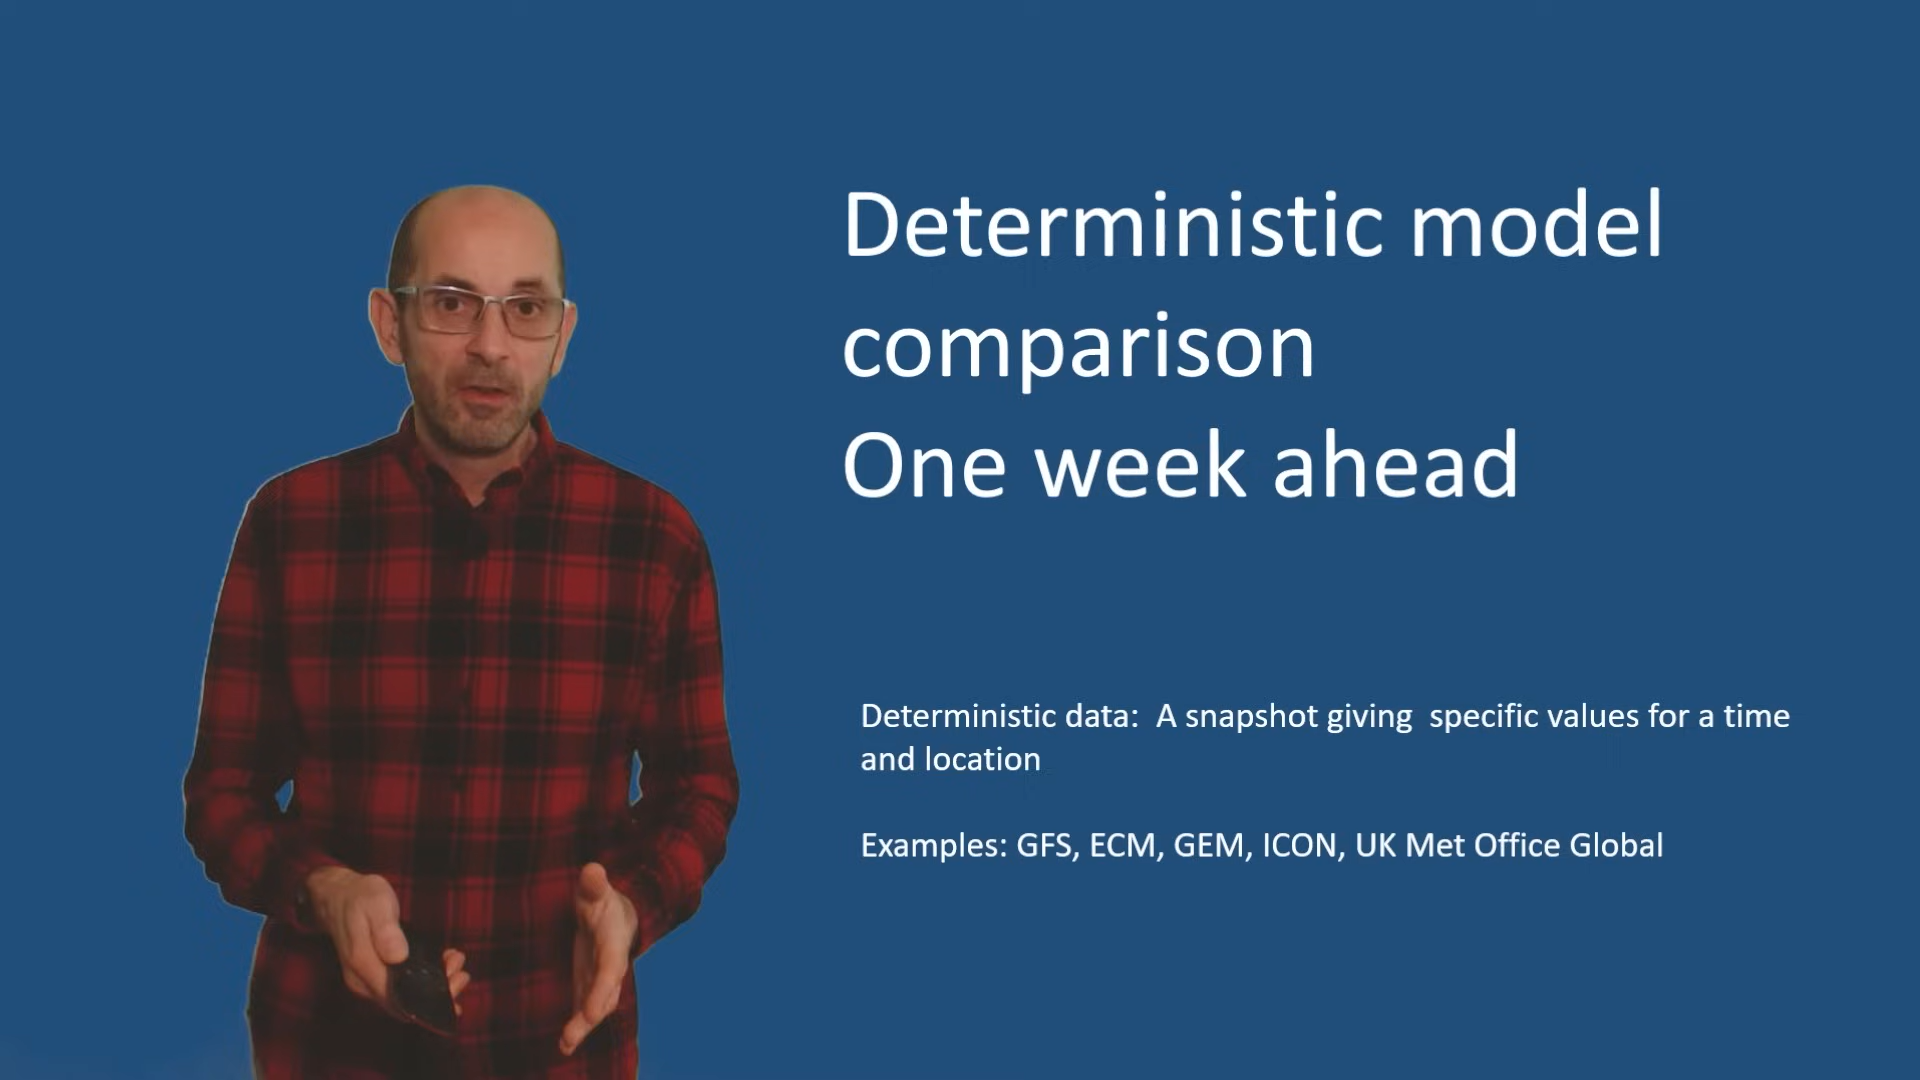 Deterministic model
comparison
One week ahead
Deterministic data:  A snapshot giving  specific values for a time
and location
Examples: GFS, ECM, GEM, ICON, UK Met Office Global